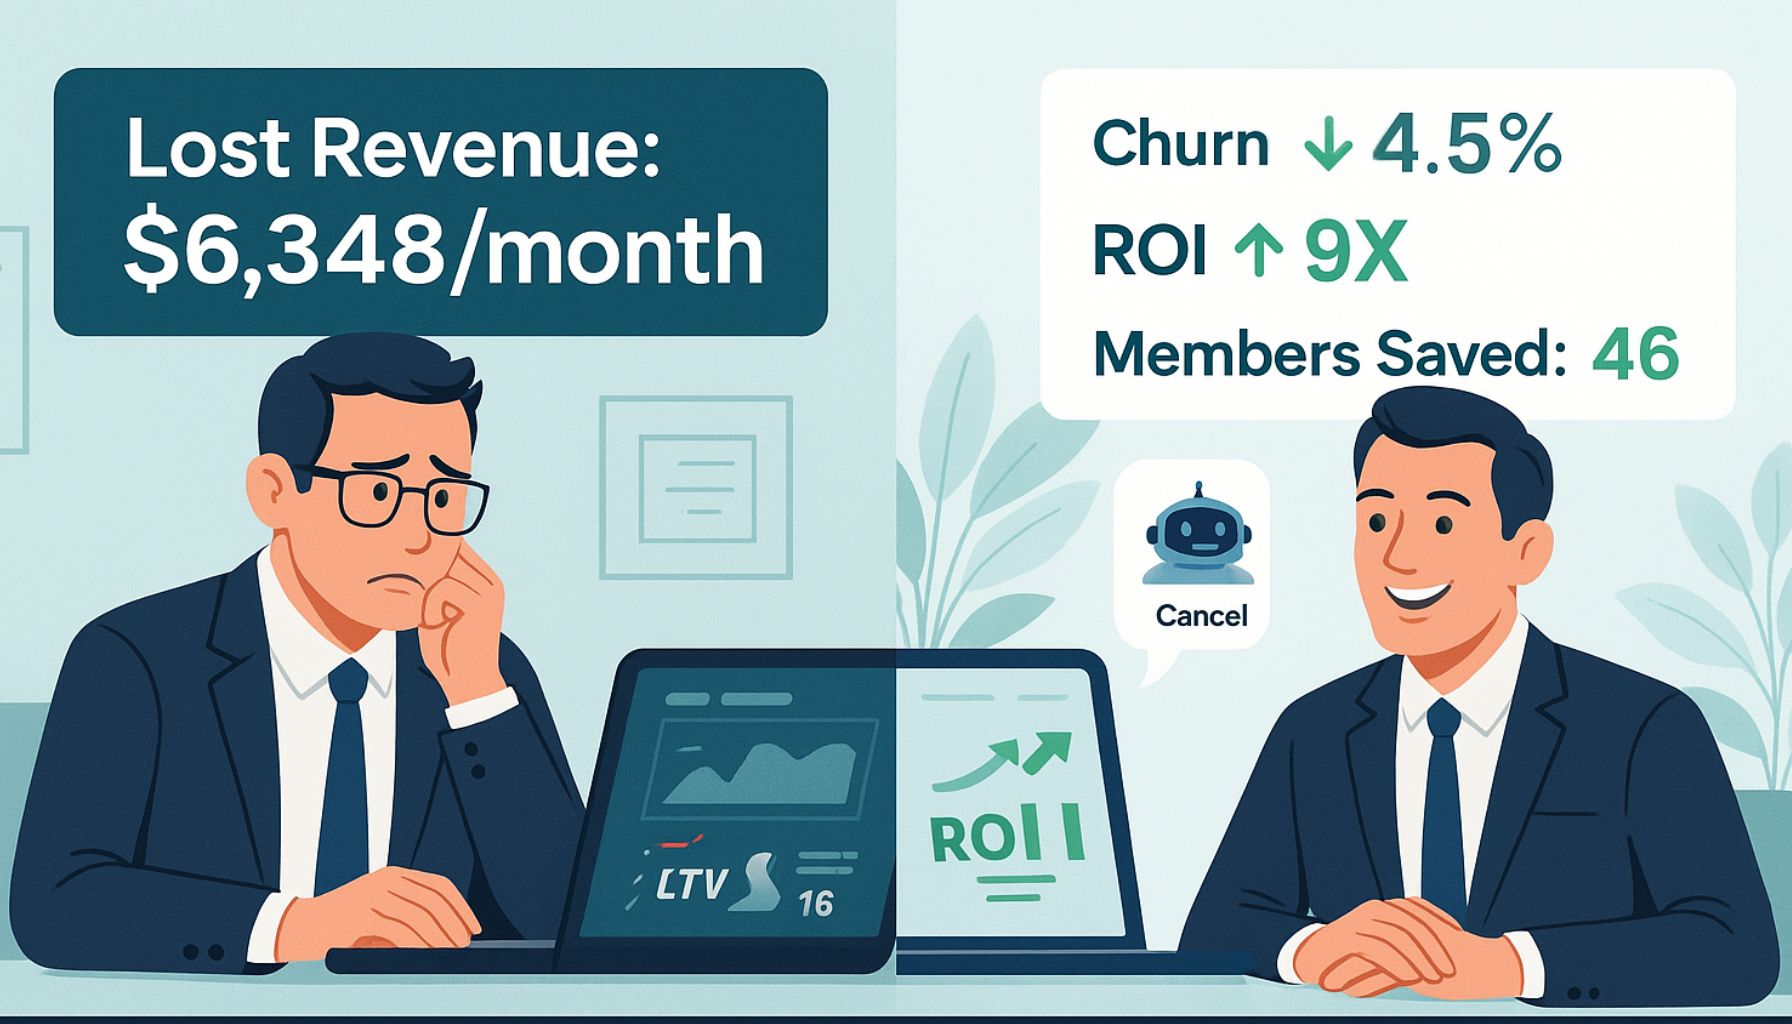 Lost Revenue:
$6,348/month
Churn ↓ 4.5%
ROI ↑ 9X
Members Saved: 46
Cancel
LTV
16
ROI I